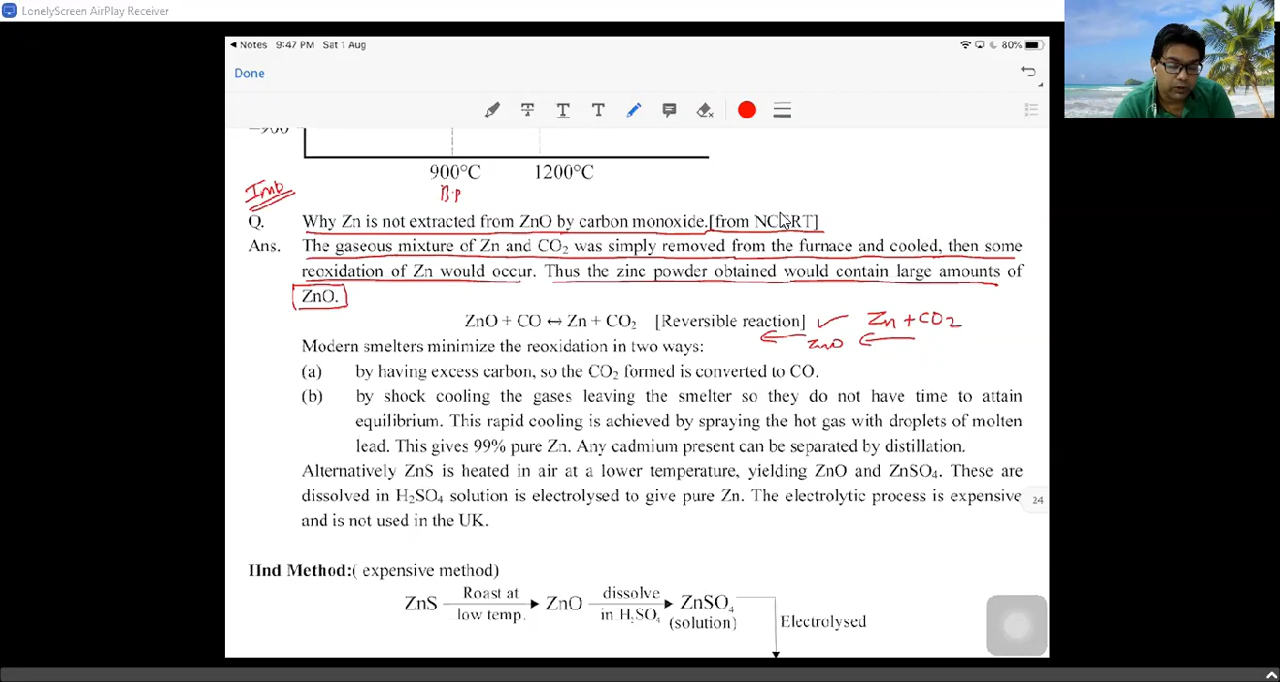 LonelyScreen AirPlay Receiver
Notes 9:47 PM Sat 1 Aug 80%
Done
−900
900°C 1200°C
B.P
Imb
Q. Why Zn is not extracted from ZnO by carbon monoxide.[from NCERT]
Ans. The gaseous mixture of Zn and CO₂ was simply removed from the furnace and cooled, then some
reoxidation of Zn would occur. Thus the zinc powder obtained would contain large amounts of
ZnO.
ZnO + CO ↔ Zn + CO₂ [Reversible reaction] ✓ Zn + CO2
← ZnO ←
Modern smelters minimize the reoxidation in two ways:
(a) by having excess carbon, so the CO₂ formed is converted to CO.
(b) by shock cooling the gases leaving the smelter so they do not have time to attain
equilibrium. This rapid cooling is achieved by spraying the hot gas with droplets of molten
lead. This gives 99% pure Zn. Any cadmium present can be separated by distillation.
Alternatively ZnS is heated in air at a lower temperature, yielding ZnO and ZnSO₄. These are
dissolved in H₂SO₄ solution is electrolysed to give pure Zn. The electrolytic process is expensive
24
and is not used in the UK.
IInd Method:( expensive method)
ZnS Roast at low temp. → ZnO dissolve in H₂SO₄ → ZnSO₄ (solution)
Electrolysed